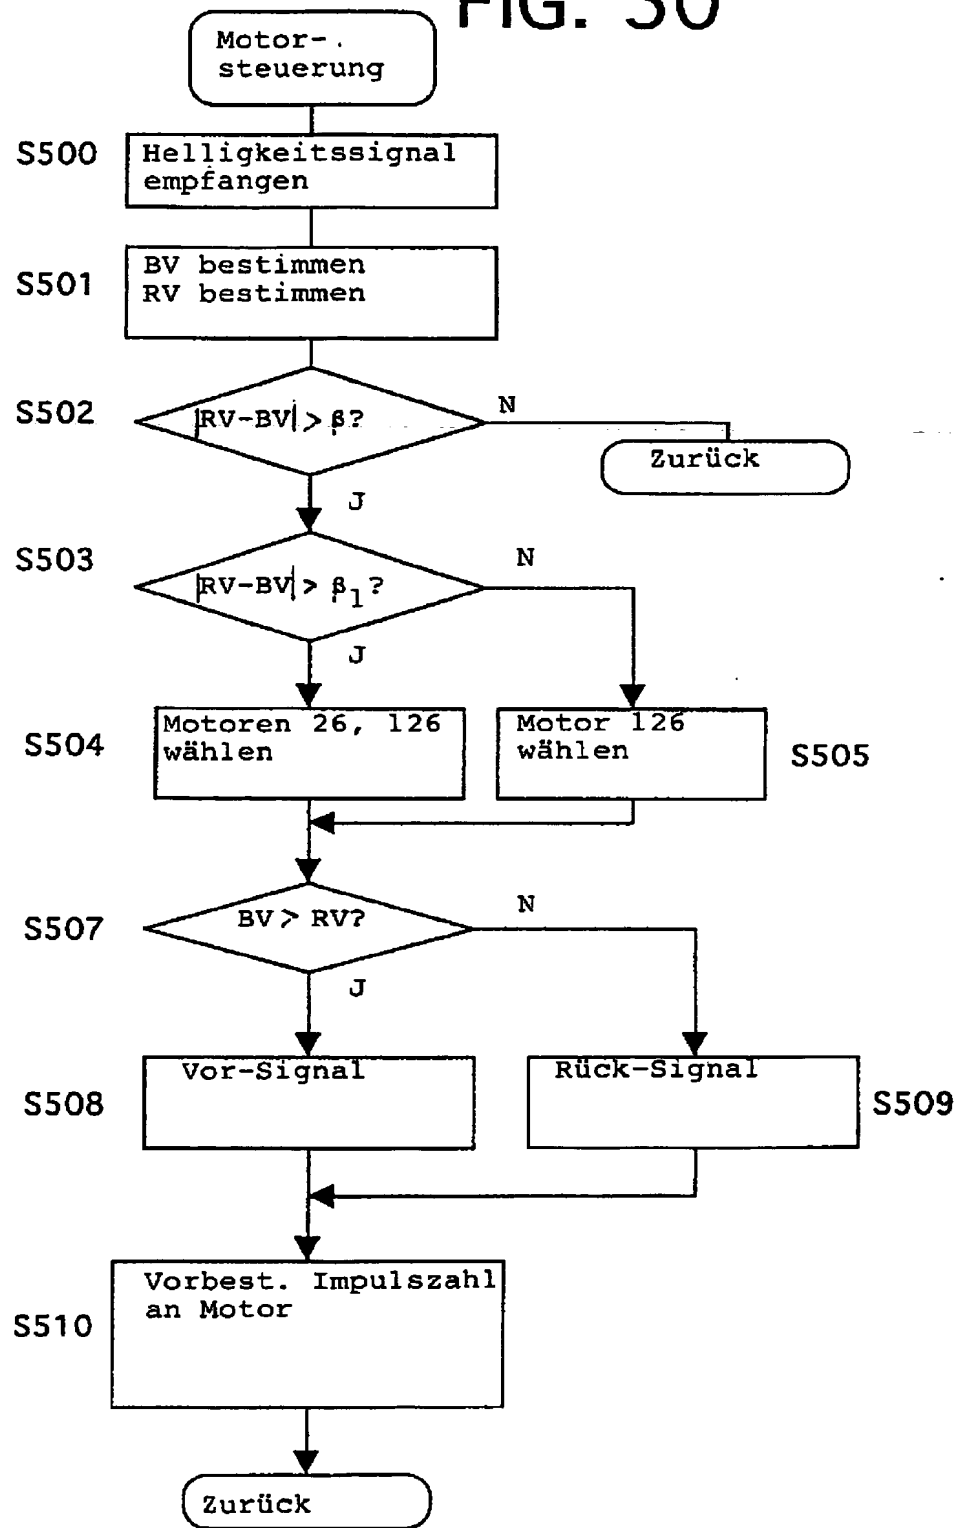 FIG. 30
Motor-.
steuerung
S500
Helligkeitssignal
empfangen
S501
BV bestimmen
RV bestimmen
S502
|RV-BV| > β?
N
Zurück
J
S503
|RV-BV| > β1?
N
J
S504
Motoren 26, 126
wählen
Motor 126
wählen
S505
S507
BV > RV?
N
J
S508
Vor-Signal
Rück-Signal
S509
S510
Vorbest. Impulszahl
an Motor
Zurück